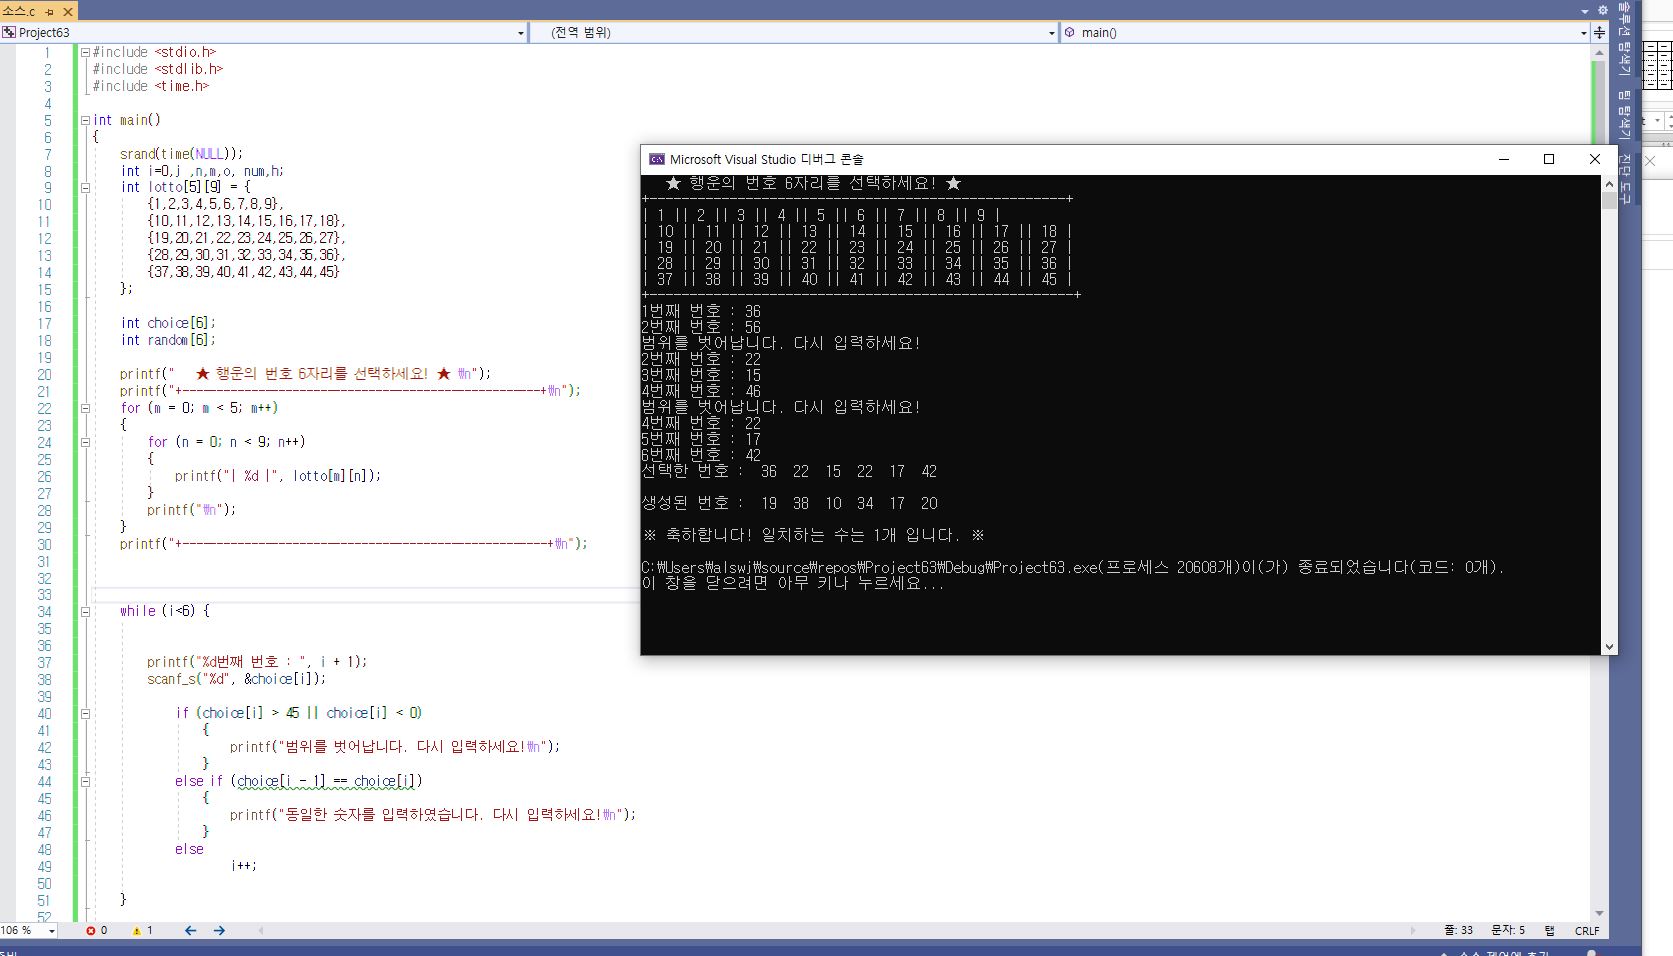 소스.c
Project63
(전역 범위)
main()
솔루션 탐색기
팀 탐색기
진단 도구
1 #include <stdio.h>
2 #include <stdlib.h>
3 #include <time.h>
4
5 int main()
6 {
7 srand(time(NULL));
8 int i=0,j ,n,m,o, num,h;
9 int lotto[5][9] = {
10 {1,2,3,4,5,6,7,8,9},
11 {10,11,12,13,14,15,16,17,18},
12 {19,20,21,22,23,24,25,26,27},
13 {28,29,30,31,32,33,34,35,36},
14 {37,38,39,40,41,42,43,44,45}
15 };
16
17 int choice[6];
18 int random[6];
19
20 printf("   ★ 행운의 번호 6자리를 선택하세요! ★ ₩n");
21 printf("+----------------------------------------------------+₩n");
22 for (m = 0; m < 5; m++)
23 {
24 for (n = 0; n < 9; n++)
25 {
26 printf("| %d |", lotto[m][n]);
27 }
28 printf("₩n");
29 }
30 printf("+-----------------------------------------------------+₩n");
31
32
33
34 while (i<6) {
35
36
37 printf("%d번째 번호 : ", i + 1);
38 scanf_s("%d", &choice[i]);
39
40 if (choice[i] > 45 || choice[i] < 0)
41 {
42 printf("범위를 벗어납니다. 다시 입력하세요!₩n");
43 }
44 else if (choice[i - 1] == choice[i])
45 {
46 printf("동일한 숫자를 입력하였습니다. 다시 입력하세요!₩n");
47 }
48 else
49 i++;
50
51 }
52
Microsoft Visual Studio 디버그 콘솔
★ 행운의 번호 6자리를 선택하세요! ★
+----------------------------------------------------+
| 1 || 2 || 3 || 4 || 5 || 6 || 7 || 8 || 9 |
| 10 || 11 || 12 || 13 || 14 || 15 || 16 || 17 || 18 |
| 19 || 20 || 21 || 22 || 23 || 24 || 25 || 26 || 27 |
| 28 || 29 || 30 || 31 || 32 || 33 || 34 || 35 || 36 |
| 37 || 38 || 39 || 40 || 41 || 42 || 43 || 44 || 45 |
+-----------------------------------------------------+
1번째 번호 : 36
2번째 번호 : 56
범위를 벗어납니다. 다시 입력하세요!
2번째 번호 : 22
3번째 번호 : 15
4번째 번호 : 46
범위를 벗어납니다. 다시 입력하세요!
4번째 번호 : 22
5번째 번호 : 17
6번째 번호 : 42
선택한 번호 :  36  22  15  22  17  42
생성된 번호 :  19  38  10  34  17  20
※ 축하합니다! 일치하는 수는 1개 입니다. ※
C:₩Users₩alswj₩source₩repos₩Project63₩Debug₩Project63.exe(프로세스 20608개)이(가) 종료되었습니다(코드: 0개).
이 창을 닫으려면 아무 키나 누르세요...
106 %
0
1
줄: 33
문자: 5
탭
CRLF